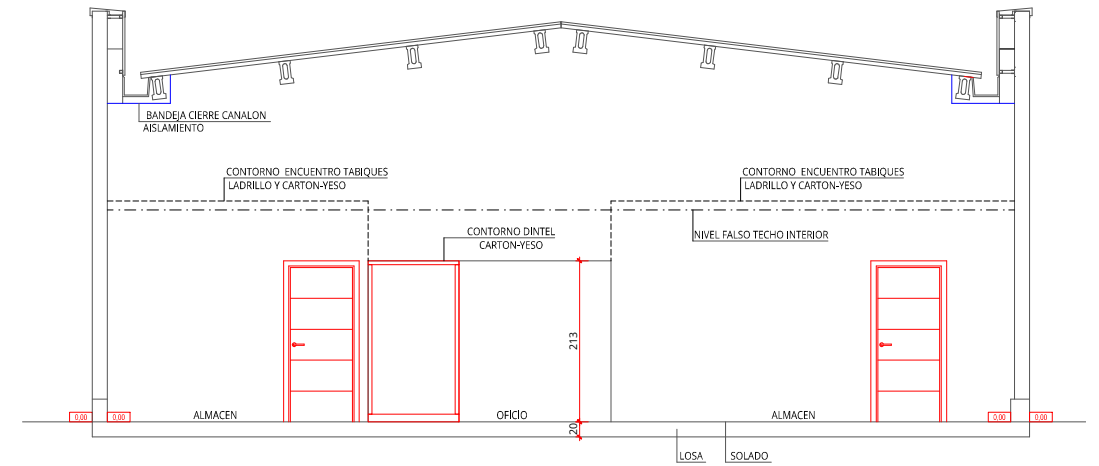 BANDEJA CIERRE CANALON
AISLAMIENTO
CONTORNO ENCUENTRO TABIQUES
LADRILLO Y CARTON-YESO
CONTORNO ENCUENTRO TABIQUES
LADRILLO Y CARTON-YESO
CONTORNO DINTEL
CARTON-YESO
NIVEL FALSO TECHO INTERIOR
213
0,00
0,00
ALMACEN
OFÍCIO
ALMACEN
0,00
0,00
20
LOSA
SOLADO